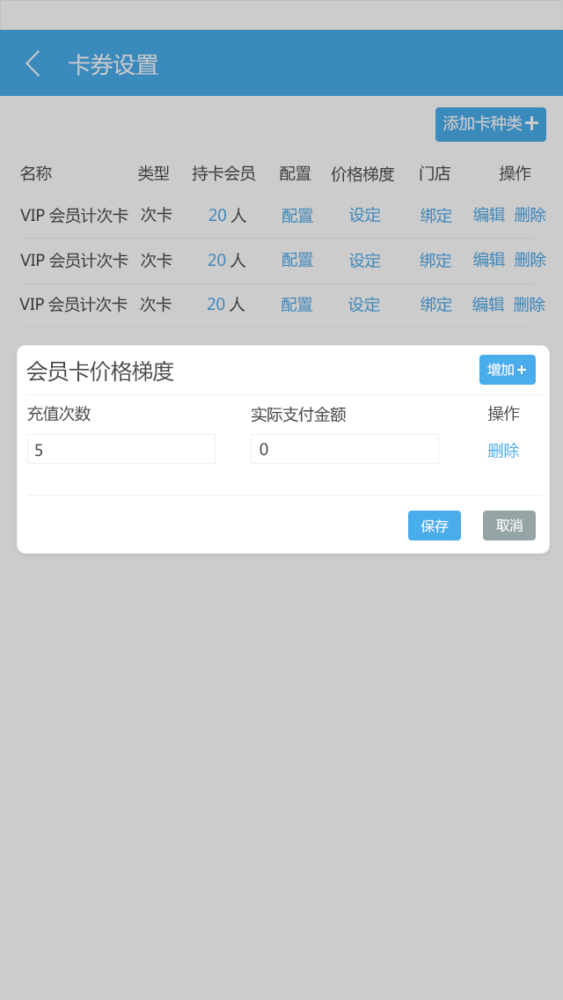 卡券设置
添加卡种类+
名称 类型 持卡会员 配置 价格梯度 门店 操作
VIP 会员计次卡 次卡 20 人 配置 设定 绑定 编辑 删除
VIP 会员计次卡 次卡 20 人 配置 设定 绑定 编辑 删除
VIP 会员计次卡 次卡 20 人 配置 设定 绑定 编辑 删除
会员卡价格梯度 增加+
充值次数 实际支付金额 操作
5 0 删除
保存 取消